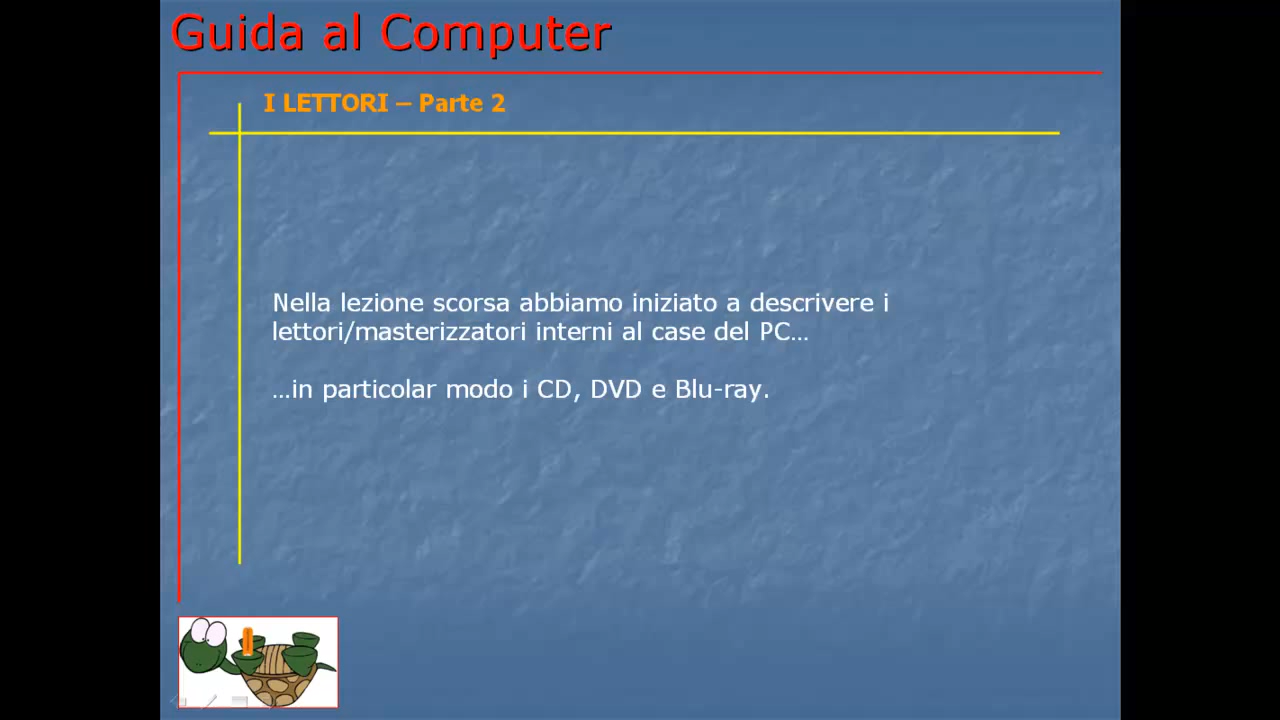 Guida al Computer
I LETTORI – Parte 2
Nella lezione scorsa abbiamo iniziato a descrivere i
lettori/masterizzatori interni al case del PC…
…in particolar modo i CD, DVD e Blu-ray.